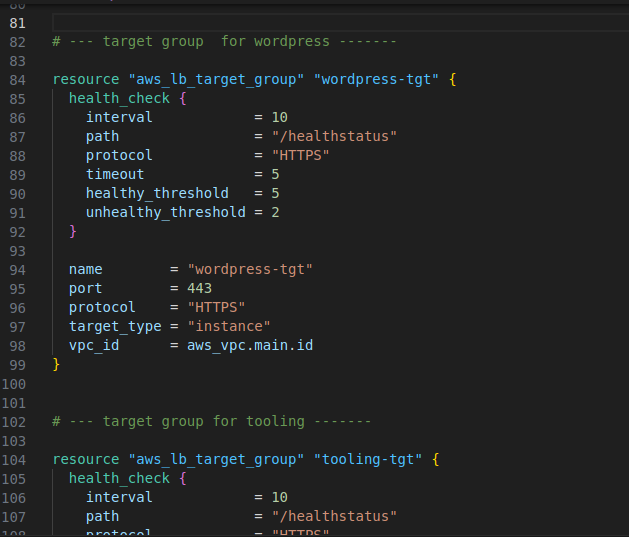 80
81
82 # --- target group  for wordpress -------
83
84 resource "aws_lb_target_group" "wordpress-tgt" {
85   health_check {
86     interval            = 10
87     path                = "/healthstatus"
88     protocol            = "HTTPS"
89     timeout             = 5
90     healthy_threshold   = 5
91     unhealthy_threshold = 2
92   }
93
94   name        = "wordpress-tgt"
95   port        = 443
96   protocol    = "HTTPS"
97   target_type = "instance"
98   vpc_id      = aws_vpc.main.id
99 }
100
101
102 # --- target group for tooling -------
103
104 resource "aws_lb_target_group" "tooling-tgt" {
105   health_check {
106     interval            = 10
107     path                = "/healthstatus"
108     protocol            = "HTTPS"